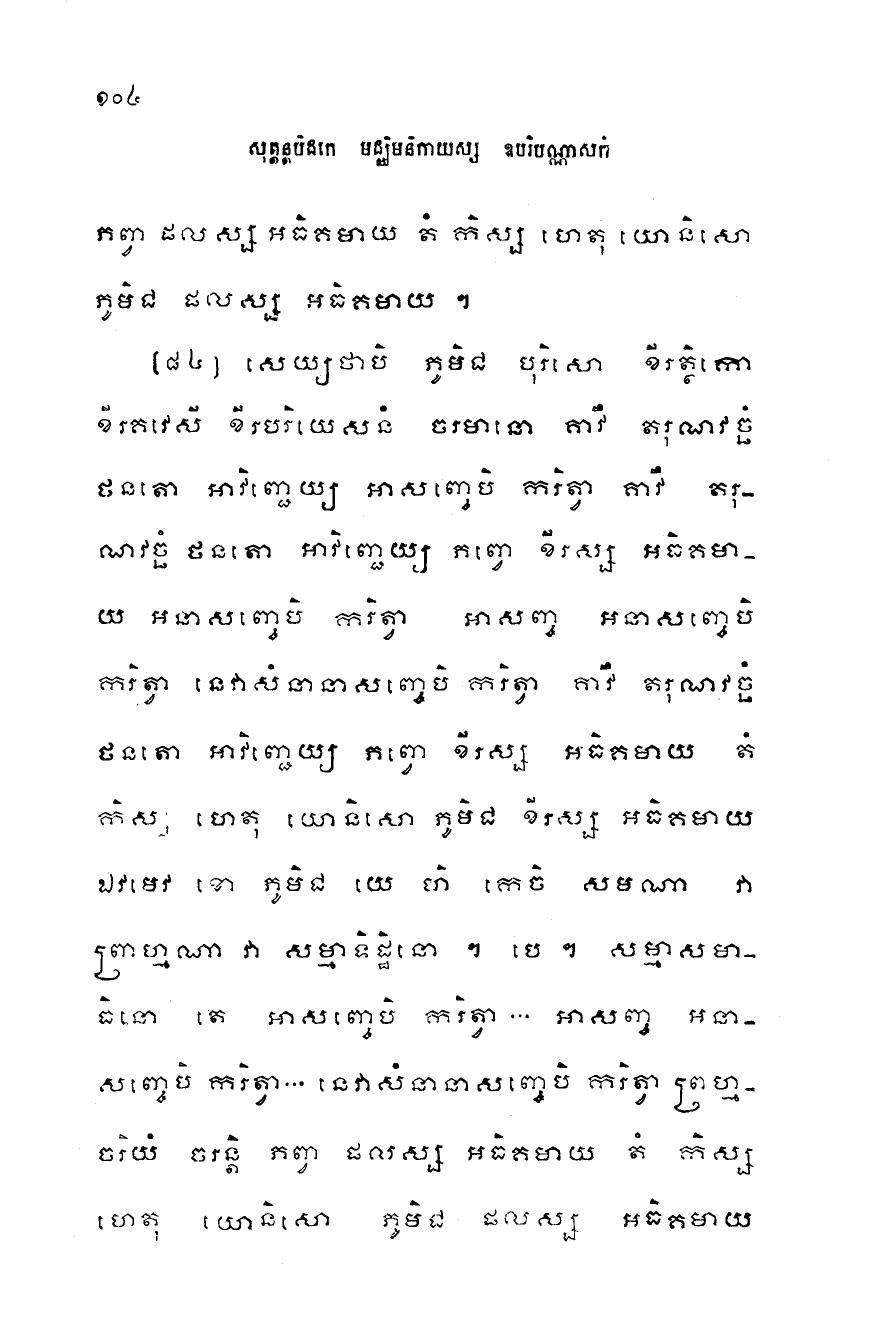 ១០៤
សុត្តន្តបិដកេ មជ្ឈិមនិកាយស្ស ឧបរិបណ្ណាសកំ
ភព្វា ផលស្ស អធិគមាយ តំ កិស្ស ហេតុ យោនិសោ
ភូមិជ ផលស្ស អធិគមាយ ។
(៨៤) សេយ្យថាបិ ភូមិជ បុរិសោ ខីរត្ថិកោ
ខីរគវេសី ខីរបរិយេសនំ ចរមានោ គាវឹ តរុណវច្ឆំ
ថនតោ អាវិញ្ឆេយ្យ អាសញ្ចេបិ ករិត្វា គាវឹ តរុ-
ណវច្ឆំ ថនតោ អាវិញ្ឆេយ្យ ភព្វោ ខីរស្ស អធិគមា-
យ អនាសញ្ចេបិ ករិត្វា អាសញ្ច អនាសញ្ចេបិ
ករិត្វា នេវាសំនានាសញ្ចេបិ ករិត្វា គាវឹ តរុណវច្ឆំ
ថនតោ អាវិញ្ឆេយ្យ ភព្វោ ខីរស្ស អធិគមាយ តំ
កិស្ស ហេតុ យោនិសោ ភូមិជ ខីរស្ស អធិគមាយ
ឯវមេវ ខោ ភូមិជ យេ ហិ កេចិ សមណា វា
ព្រាហ្មណា វា សម្មាទិដ្ឋិនោ ។ បេ ។ សម្មាសមា-
ធិនោ តេ អាសញ្ចេបិ ករិត្វា … អាសញ្ច អនា-
សញ្ចេបិ ករិត្វា … នេវាសំនានាសញ្ចេបិ ករិត្វា ព្រហ្ម-
ចរិយំ ចរន្តិ ភព្វា ផលស្ស អធិគមាយ តំ កិស្ស
ហេតុ យោនិសោ ភូមិជ ផលស្ស អធិគមាយ